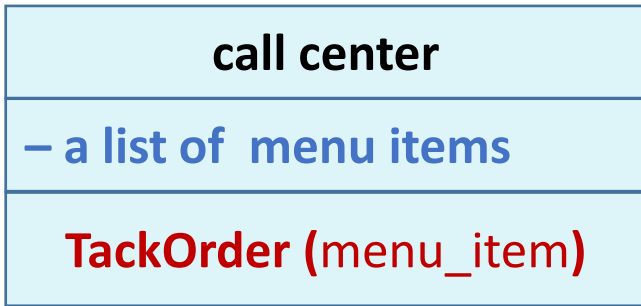 call center
– a list of  menu items
TackOrder (menu_item)